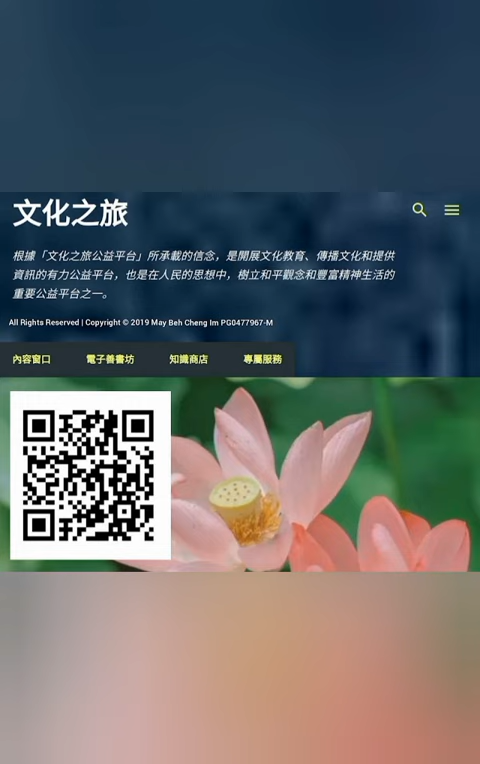 文化之旅
根據「文化之旅公益平台」所承載的信念，是開展文化教育、傳播文化和提供
資訊的有力公益平台，也是在人民的思想中，樹立和平觀念和豐富精神生活的
重要公益平台之一。
All Rights Reserved | Copyright © 2019 May Beh Cheng Im PG0477967-M
內容窗口 電子善書坊 知識商店 專屬服務